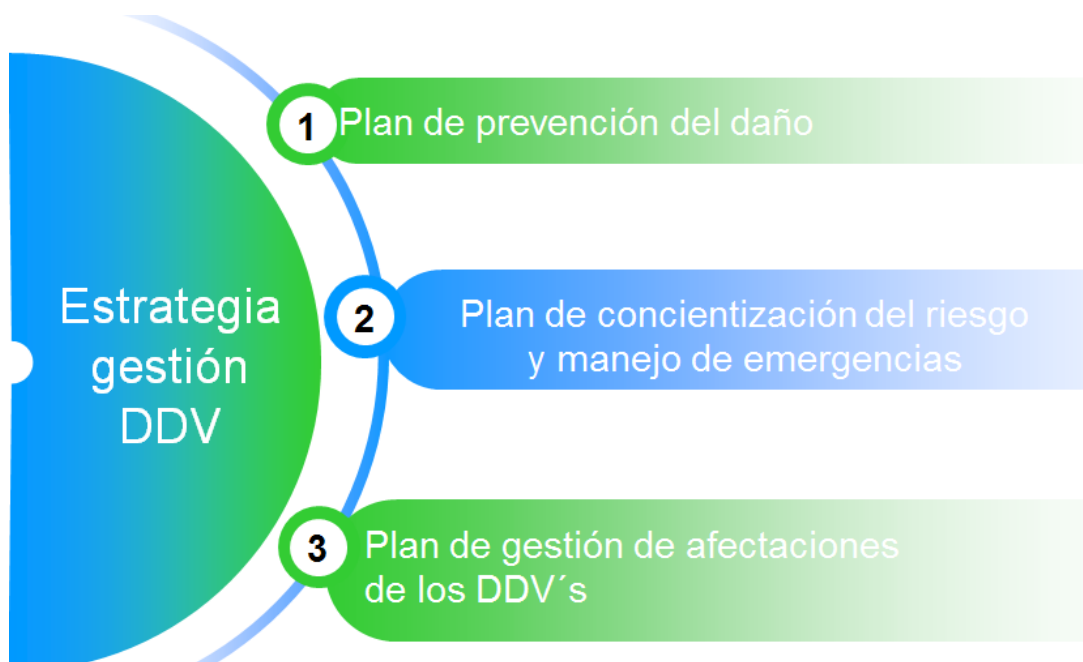 Estrategia
gestión
DDV
1
Plan de prevención del daño
2
Plan de concientización del riesgo
y manejo de emergencias
3
Plan de gestión de afectaciones
de los DDV´s